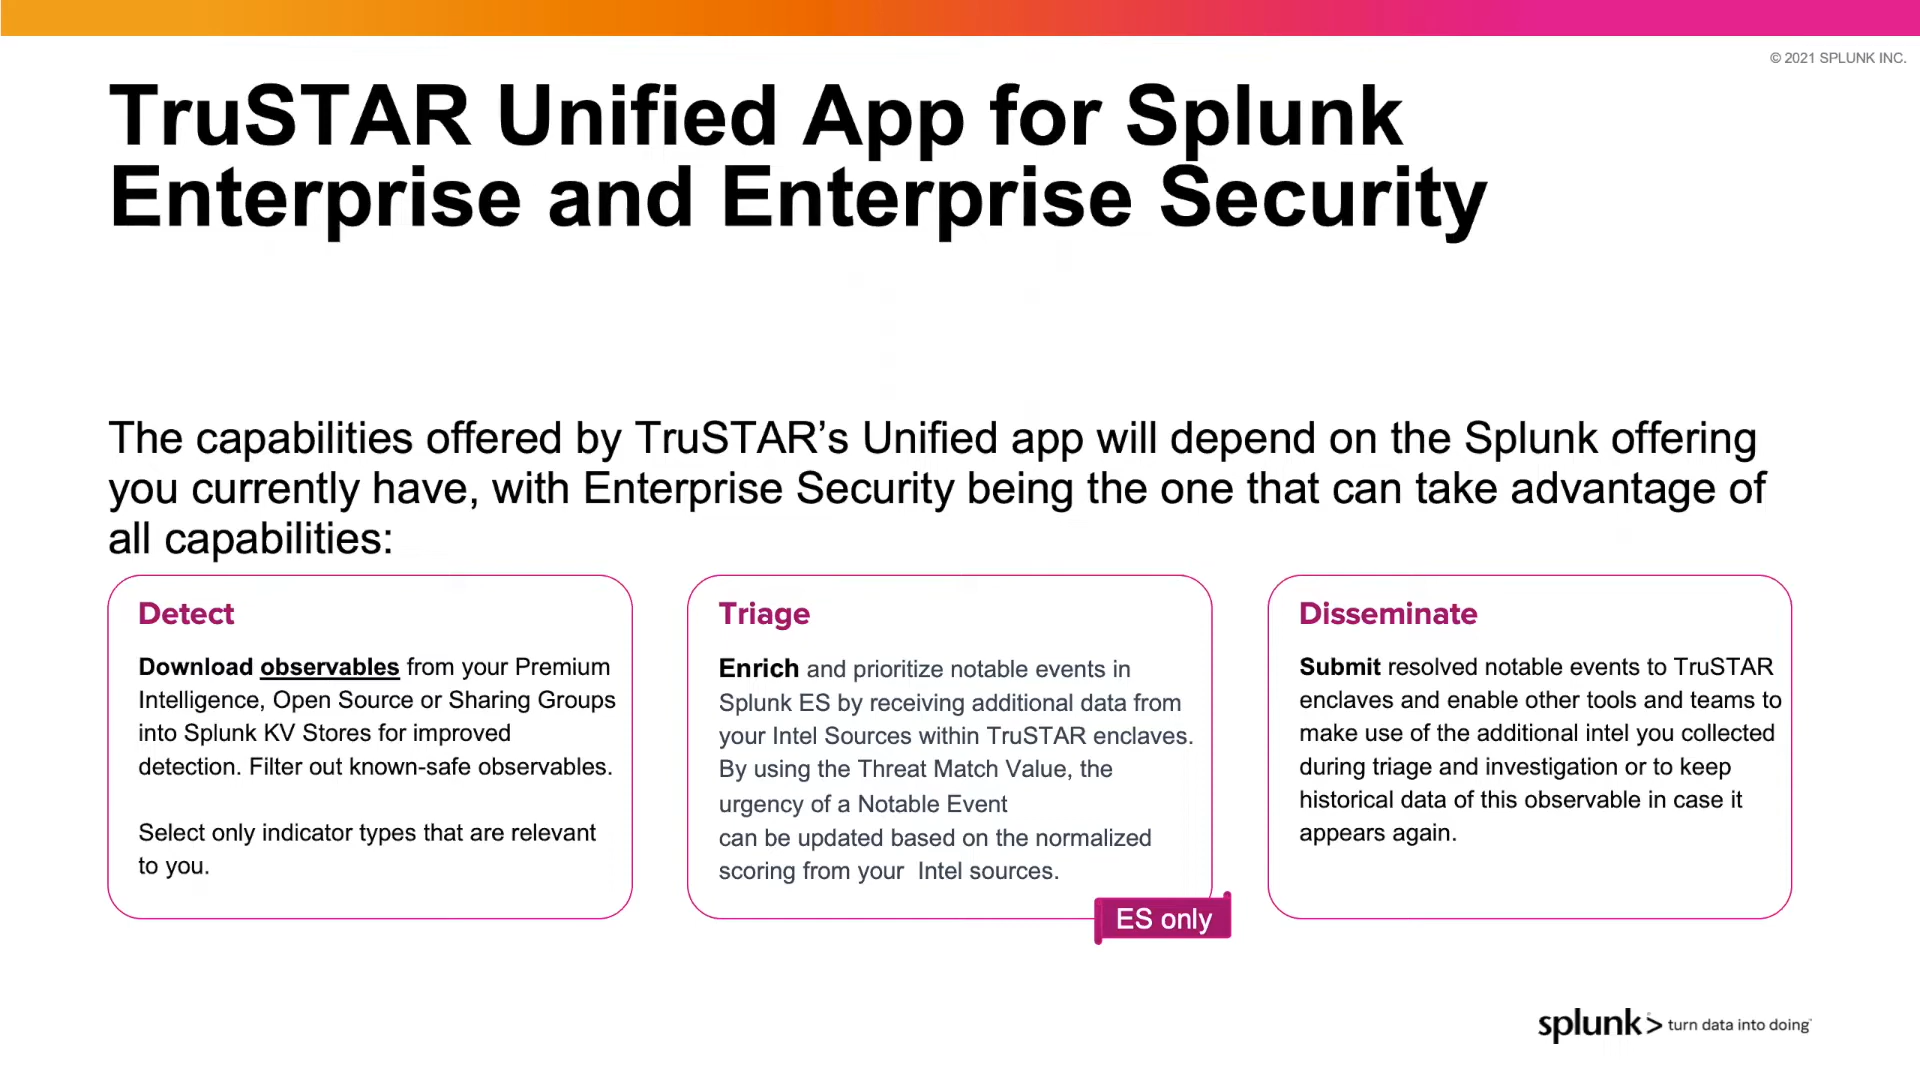 © 2021 SPLUNK INC.
TruSTAR Unified App for Splunk
Enterprise and Enterprise Security
The capabilities offered by TruSTAR’s Unified app will depend on the Splunk offering
you currently have, with Enterprise Security being the one that can take advantage of
all capabilities:
Detect
Download observables from your Premium
Intelligence, Open Source or Sharing Groups
into Splunk KV Stores for improved
detection. Filter out known-safe observables.
Select only indicator types that are relevant
to you.
Triage
Enrich and prioritize notable events in
Splunk ES by receiving additional data from
your Intel Sources within TruSTAR enclaves.
By using the Threat Match Value, the
urgency of a Notable Event
can be updated based on the normalized
scoring from your  Intel sources.
ES only
Disseminate
Submit resolved notable events to TruSTAR
enclaves and enable other tools and teams to
make use of the additional intel you collected
during triage and investigation or to keep
historical data of this observable in case it
appears again.
splunk> turn data into doing™